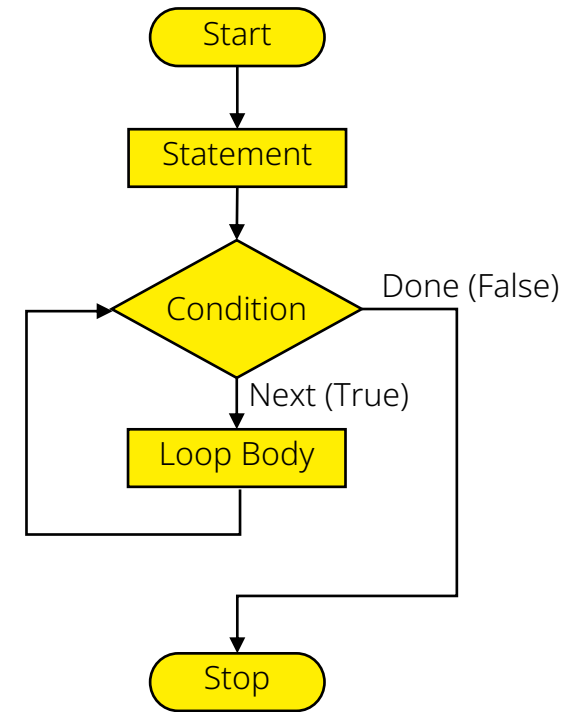 Start
Statement
Condition
Done (False)
Next (True)
Loop Body
Stop